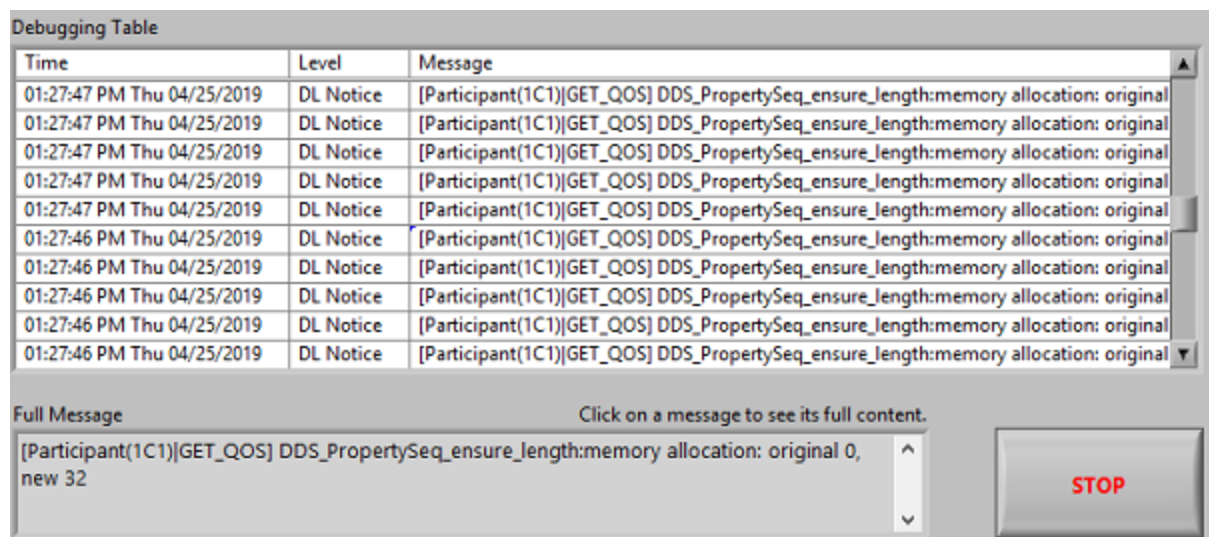 Debugging Table
Time Level Message
01:27:47 PM Thu 04/25/2019 DL Notice [Participant(1C1)|GET_QOS] DDS_PropertySeq_ensure_length:memory allocation: original
01:27:47 PM Thu 04/25/2019 DL Notice [Participant(1C1)|GET_QOS] DDS_PropertySeq_ensure_length:memory allocation: original
01:27:47 PM Thu 04/25/2019 DL Notice [Participant(1C1)|GET_QOS] DDS_PropertySeq_ensure_length:memory allocation: original
01:27:47 PM Thu 04/25/2019 DL Notice [Participant(1C1)|GET_QOS] DDS_PropertySeq_ensure_length:memory allocation: original
01:27:47 PM Thu 04/25/2019 DL Notice [Participant(1C1)|GET_QOS] DDS_PropertySeq_ensure_length:memory allocation: original
01:27:46 PM Thu 04/25/2019 DL Notice [Participant(1C1)|GET_QOS] DDS_PropertySeq_ensure_length:memory allocation: original
01:27:46 PM Thu 04/25/2019 DL Notice [Participant(1C1)|GET_QOS] DDS_PropertySeq_ensure_length:memory allocation: original
01:27:46 PM Thu 04/25/2019 DL Notice [Participant(1C1)|GET_QOS] DDS_PropertySeq_ensure_length:memory allocation: original
01:27:46 PM Thu 04/25/2019 DL Notice [Participant(1C1)|GET_QOS] DDS_PropertySeq_ensure_length:memory allocation: original
01:27:46 PM Thu 04/25/2019 DL Notice [Participant(1C1)|GET_QOS] DDS_PropertySeq_ensure_length:memory allocation: original
Full Message Click on a message to see its full content.
[Participant(1C1)|GET_QOS] DDS_PropertySeq_ensure_length:memory allocation: original 0,
new 32
STOP